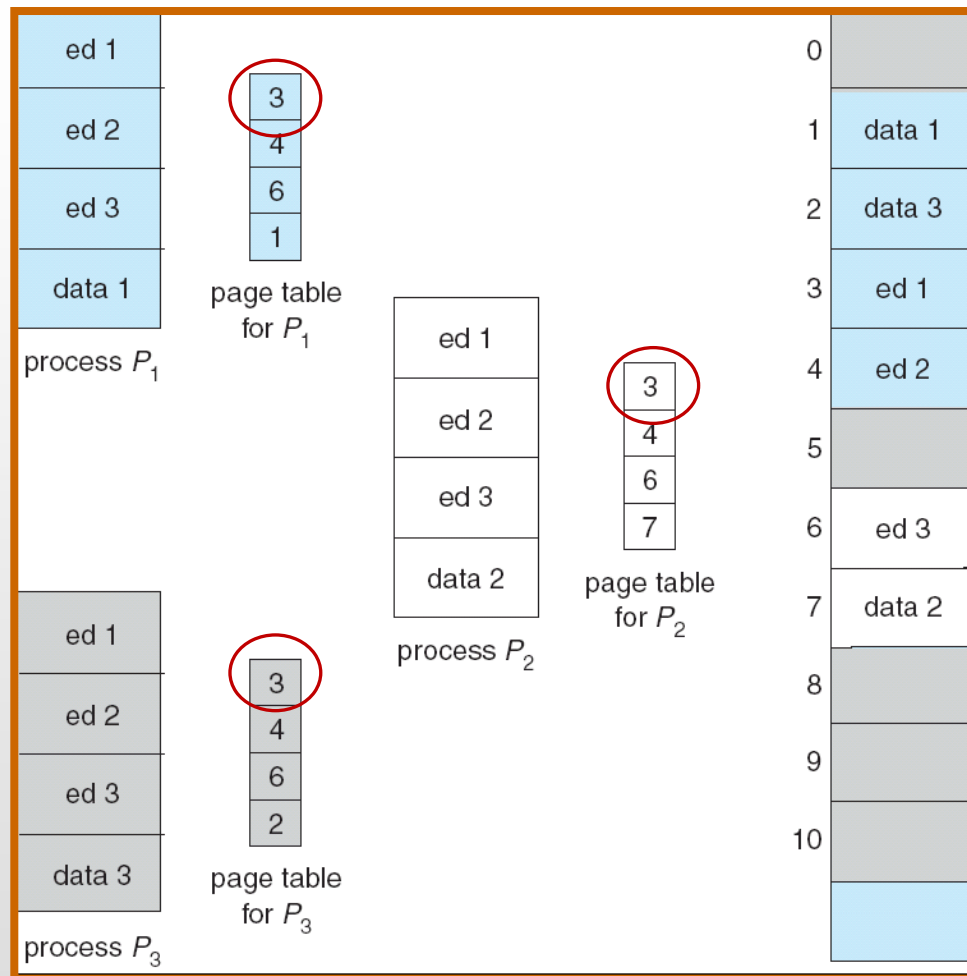 ed 1
ed 2
ed 3
data 1
process P1
3
4
6
1
page table
for P1
ed 1
ed 2
ed 3
data 2
process P2
3
4
6
7
page table
for P2
ed 1
ed 2
ed 3
data 3
process P3
3
4
6
2
page table
for P3
0
1 data 1
2 data 3
3 ed 1
4 ed 2
5
6 ed 3
7 data 2
8
9
10